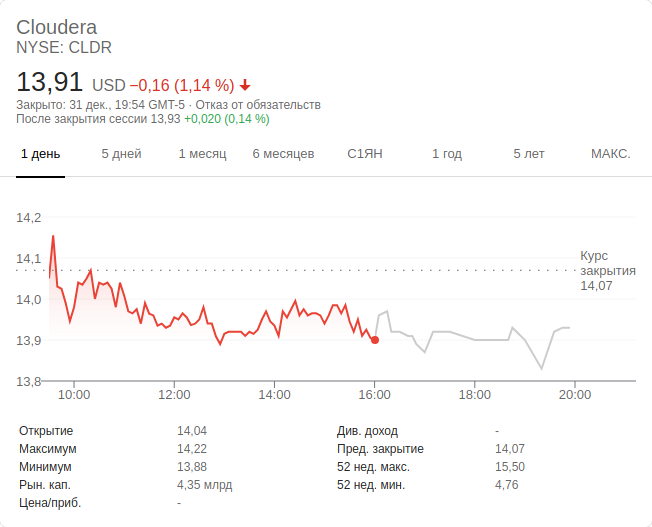 Cloudera
NYSE: CLDR
13,91 USD −0,16 (1,14 %)
Закрыто: 31 дек., 19:54 GMT-5 · Отказ от обязательств
После закрытия сессии 13,93 +0,020 (0,14 %)
1 день 5 дней 1 месяц 6 месяцев С1ЯН 1 год 5 лет МАКС.
14,2
14,1
14,0
13,9
13,8
Курс
закрытия
14,07
10:00 12:00 14:00 16:00 18:00 20:00
Открытие 14,04 Див. доход -
Максимум 14,22 Пред. закрытие 14,07
Минимум 13,88 52 нед. макс. 15,50
Рын. кап. 4,35 млрд 52 нед. мин. 4,76
Цена/приб. -